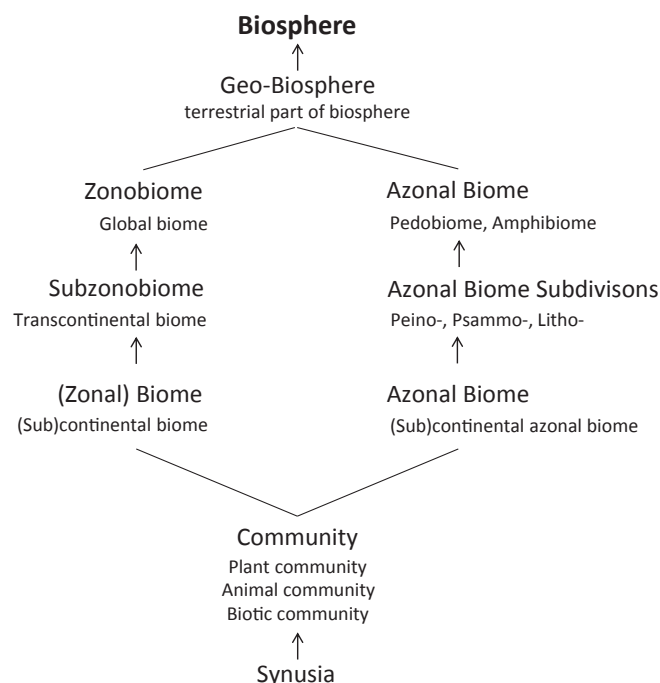 Biosphere
Geo-Biosphere
terrestrial part of biosphere
Zonobiome
Global biome
Azonal Biome
Pedobiome, Amphibiome
Subzonobiome
Transcontinental biome
Azonal Biome Subdivisons
Peino-, Psammo-, Litho-
(Zonal) Biome
(Sub)continental biome
Azonal Biome
(Sub)continental azonal biome
Community
Plant community
Animal community
Biotic community
Synusia